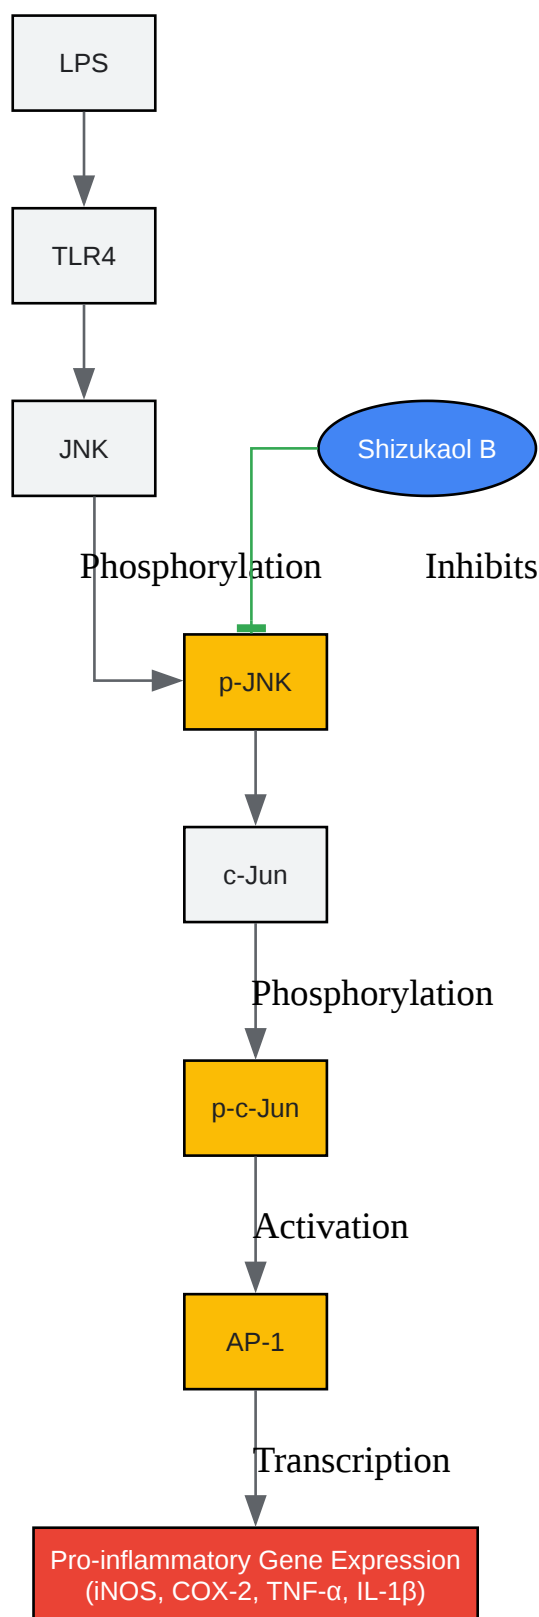 LPS
TLR4
JNK
Shizukaol B
Phosphorylation
Inhibits
p-JNK
c-Jun
Phosphorylation
p-c-Jun
Activation
AP-1
Transcription
Pro-inflammatory Gene Expression
(iNOS, COX-2, TNF-α, IL-1β)